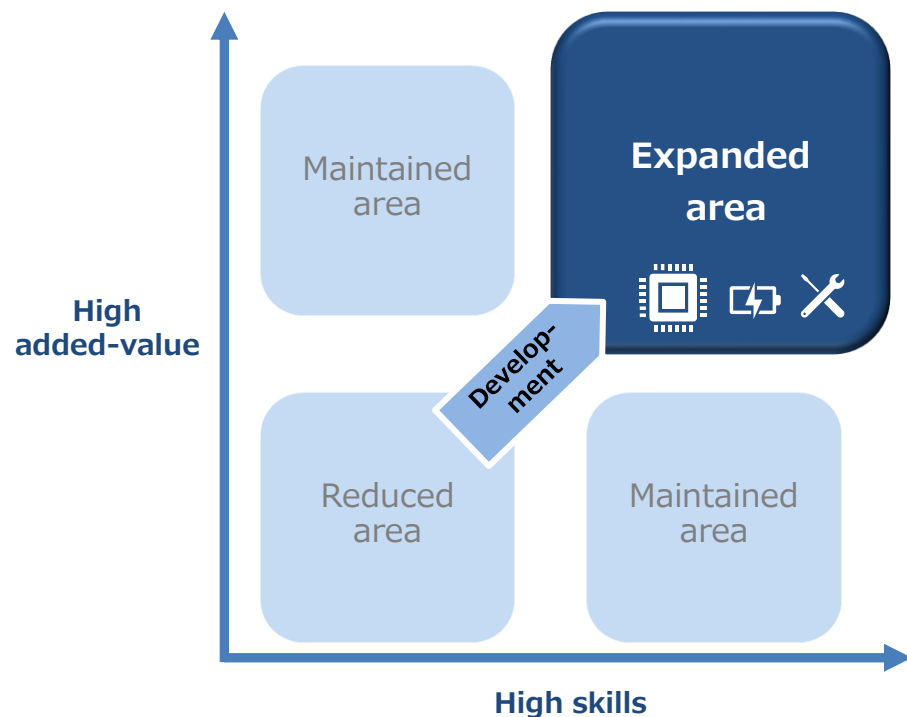 Maintained
area
Expanded
area
High
added-value
Develop-
ment
Reduced
area
Maintained
area
High skills